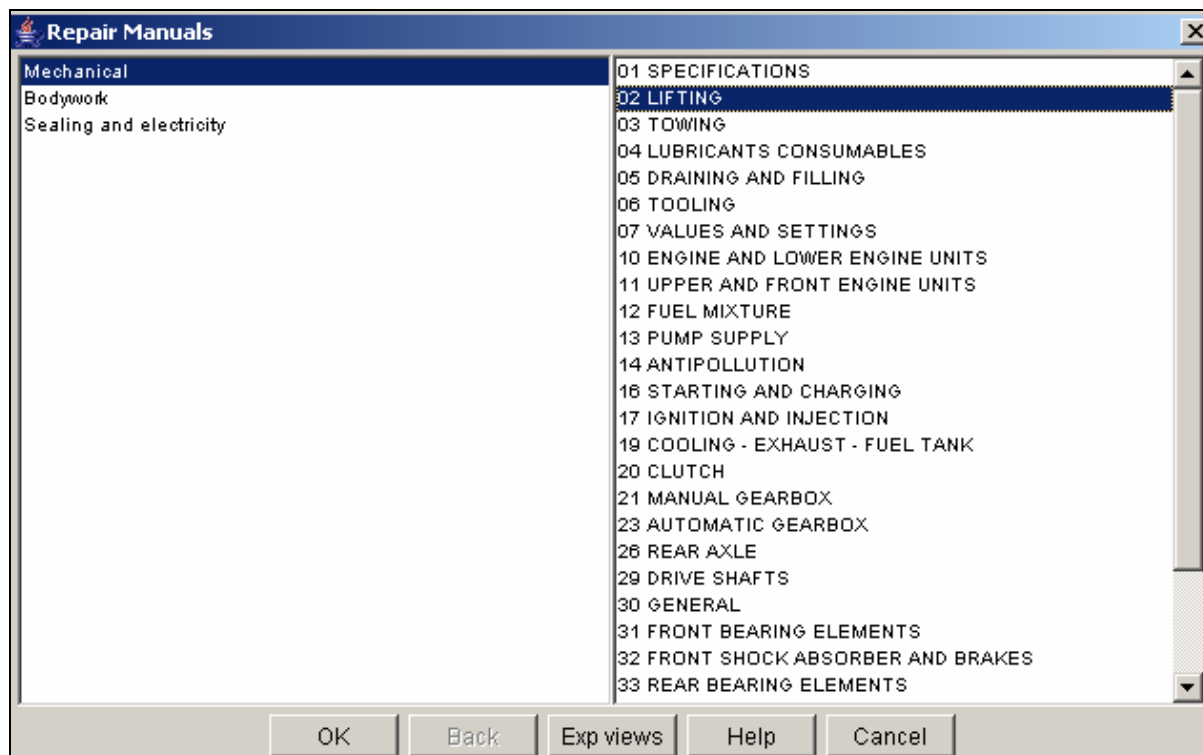 Repair Manuals
Mechanical
Bodywork
Sealing and electricity
01 SPECIFICATIONS
02 LIFTING
03 TOWING
04 LUBRICANTS CONSUMABLES
05 DRAINING AND FILLING
06 TOOLING
07 VALUES AND SETTINGS
10 ENGINE AND LOWER ENGINE UNITS
11 UPPER AND FRONT ENGINE UNITS
12 FUEL MIXTURE
13 PUMP SUPPLY
14 ANTIPOLLUTION
16 STARTING AND CHARGING
17 IGNITION AND INJECTION
19 COOLING - EXHAUST - FUEL TANK
20 CLUTCH
21 MANUAL GEARBOX
23 AUTOMATIC GEARBOX
26 REAR AXLE
29 DRIVE SHAFTS
30 GENERAL
31 FRONT BEARING ELEMENTS
32 FRONT SHOCK ABSORBER AND BRAKES
33 REAR BEARING ELEMENTS
OK Back Exp views Help Cancel